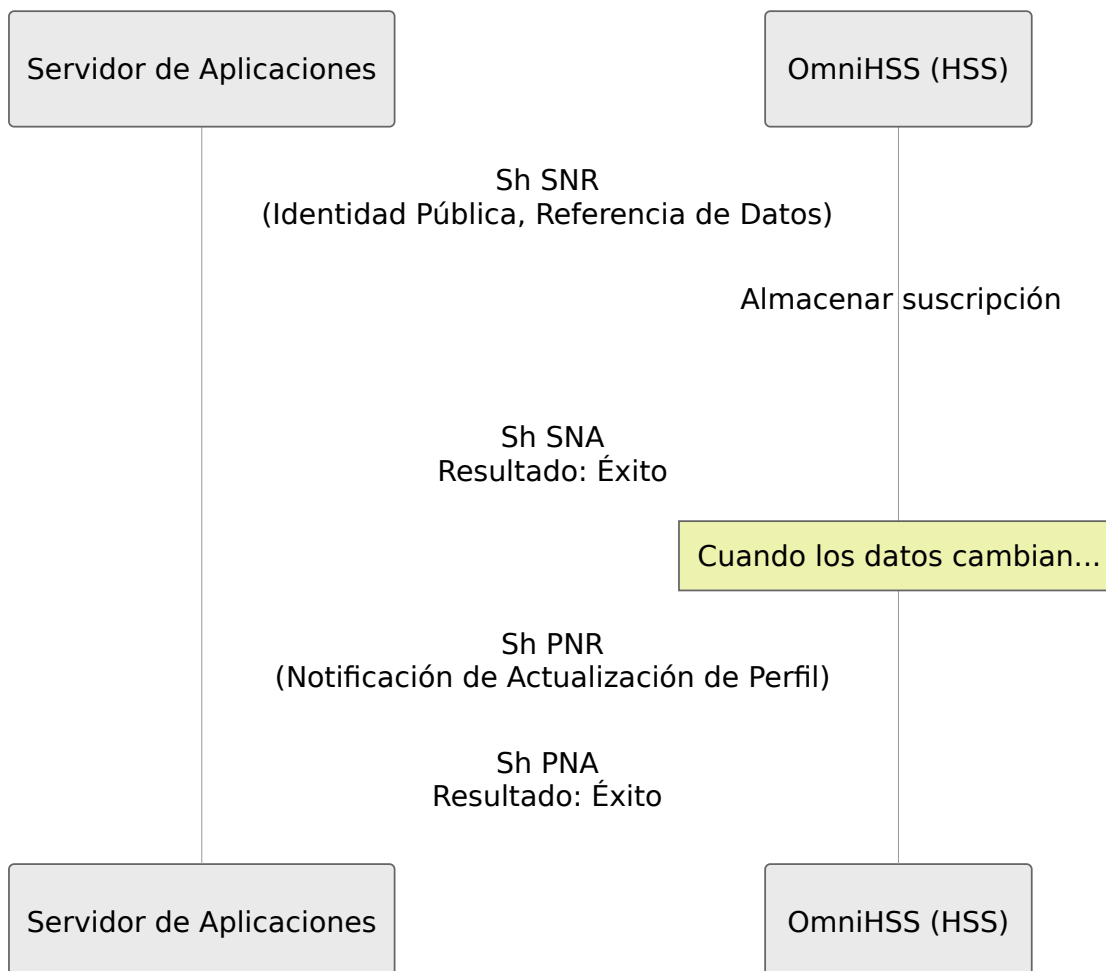 Servidor de Aplicaciones
OmniHSS (HSS)
Sh SNR
(Identidad Pública, Referencia de Datos)
Almacenar suscripción
Sh SNA
Resultado: Éxito
Cuando los datos cambian...
Sh PNR
(Notificación de Actualización de Perfil)
Sh PNA
Resultado: Éxito
Servidor de Aplicaciones
OmniHSS (HSS)